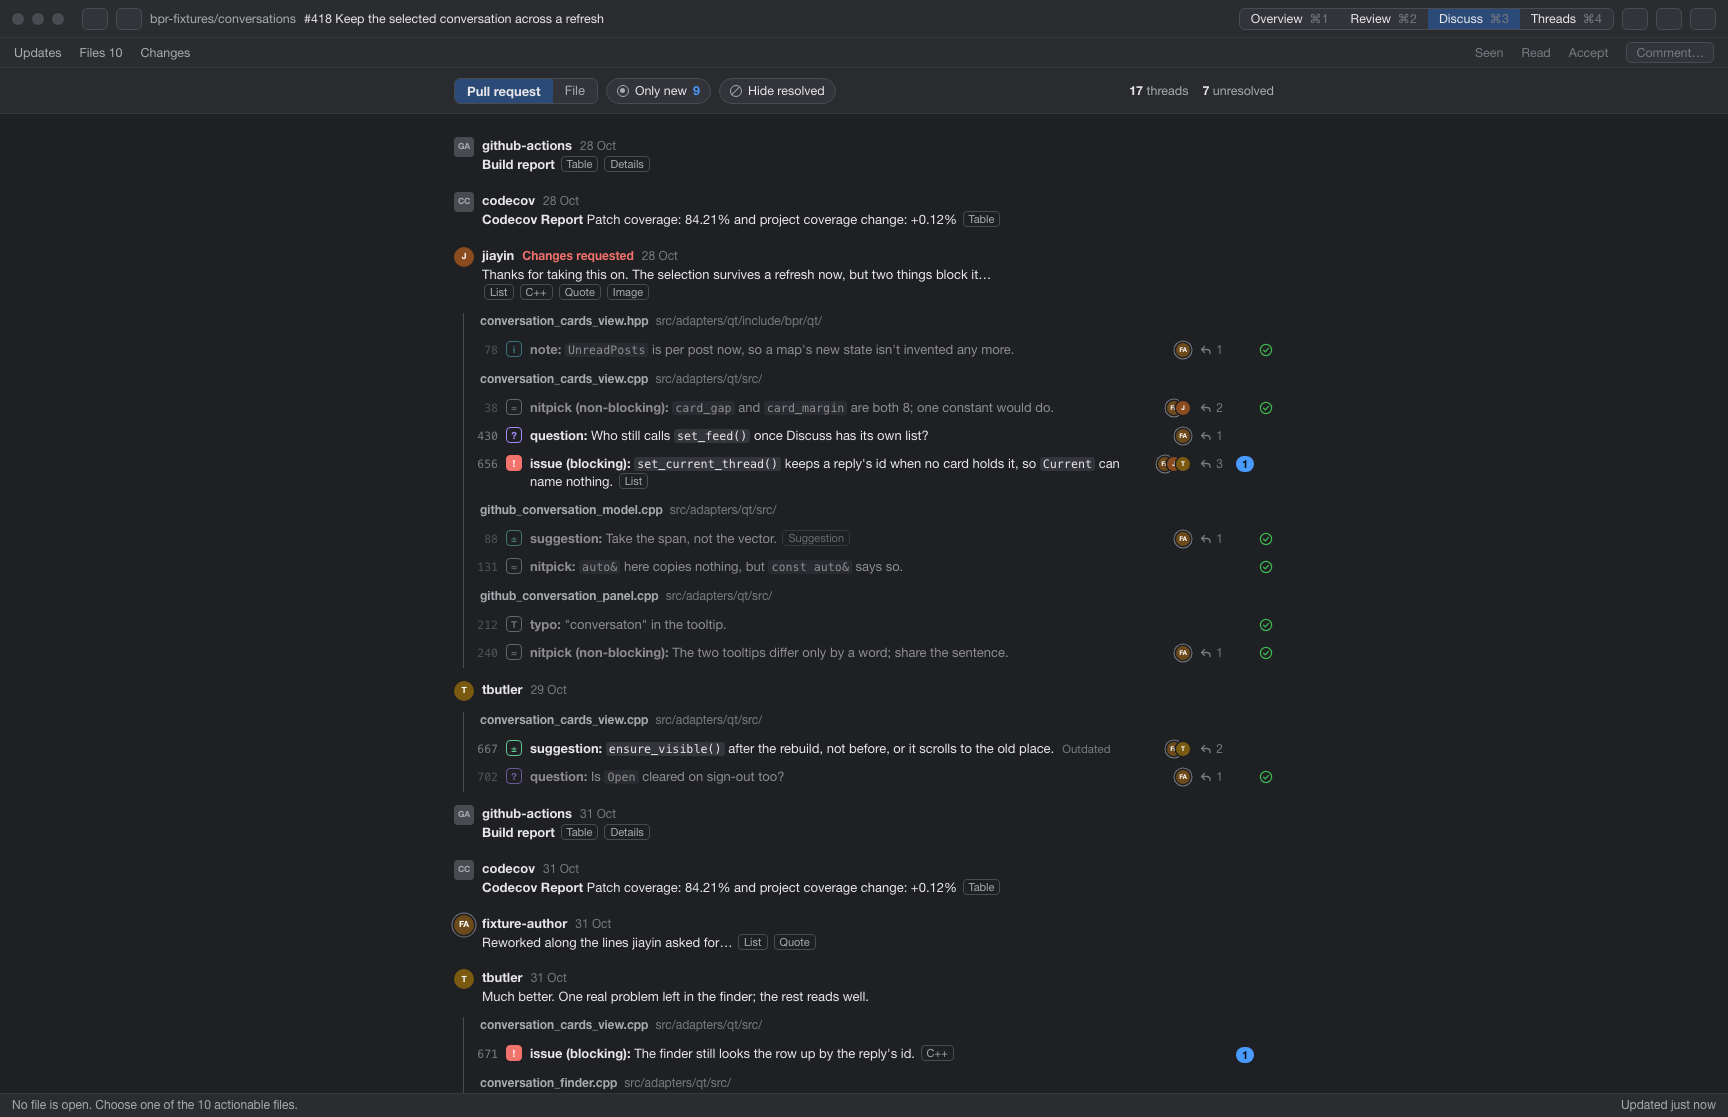 bpr-fixtures/conversations #418 Keep the selected conversation across a refresh
Overview ⌘1 Review ⌘2 Discuss ⌘3 Threads ⌘4
Updates Files 10 Changes
Seen Read Accept Comment…
Pull request File Only new 9 Hide resolved
17 threads 7 unresolved
GA github-actions 28 Oct
Build report Table Details
CC codecov 28 Oct
Codecov Report Patch coverage: 84.21% and project coverage change: +0.12% Table
J jiayin Changes requested 28 Oct
Thanks for taking this on. The selection survives a refresh now, but two things block it…
List C++ Quote Image
conversation_cards_view.hpp src/adapters/qt/include/bpr/qt/
78 i note: UnreadPosts is per post now, so a map's new state isn't invented any more. FA 1
conversation_cards_view.cpp src/adapters/qt/src/
38 ≈ nitpick (non-blocking): card_gap and card_margin are both 8; one constant would do. J 2
430 ? question: Who still calls set_feed() once Discuss has its own list? FA 1
656 ! issue (blocking): set_current_thread() keeps a reply's id when no card holds it, so Current can T 3 1
name nothing. List
github_conversation_model.cpp src/adapters/qt/src/
88 ± suggestion: Take the span, not the vector. Suggestion FA 1
131 ≈ nitpick: auto& here copies nothing, but const auto& says so.
github_conversation_panel.cpp src/adapters/qt/src/
212 T typo: "conversaton" in the tooltip.
240 ≈ nitpick (non-blocking): The two tooltips differ only by a word; share the sentence. FA 1
T tbutler 29 Oct
conversation_cards_view.cpp src/adapters/qt/src/
667 ± suggestion: ensure_visible() after the rebuild, not before, or it scrolls to the old place. Outdated T 2
702 ? question: Is Open cleared on sign-out too? FA 1
GA github-actions 31 Oct
Build report Table Details
CC codecov 31 Oct
Codecov Report Patch coverage: 84.21% and project coverage change: +0.12% Table
FA fixture-author 31 Oct
Reworked along the lines jiayin asked for… List Quote
T tbutler 31 Oct
Much better. One real problem left in the finder; the rest reads well.
conversation_cards_view.cpp src/adapters/qt/src/
671 ! issue (blocking): The finder still looks the row up by the reply's id. C++ 1
conversation_finder.cpp src/adapters/qt/src/
No file is open. Choose one of the 10 actionable files.
Updated just now